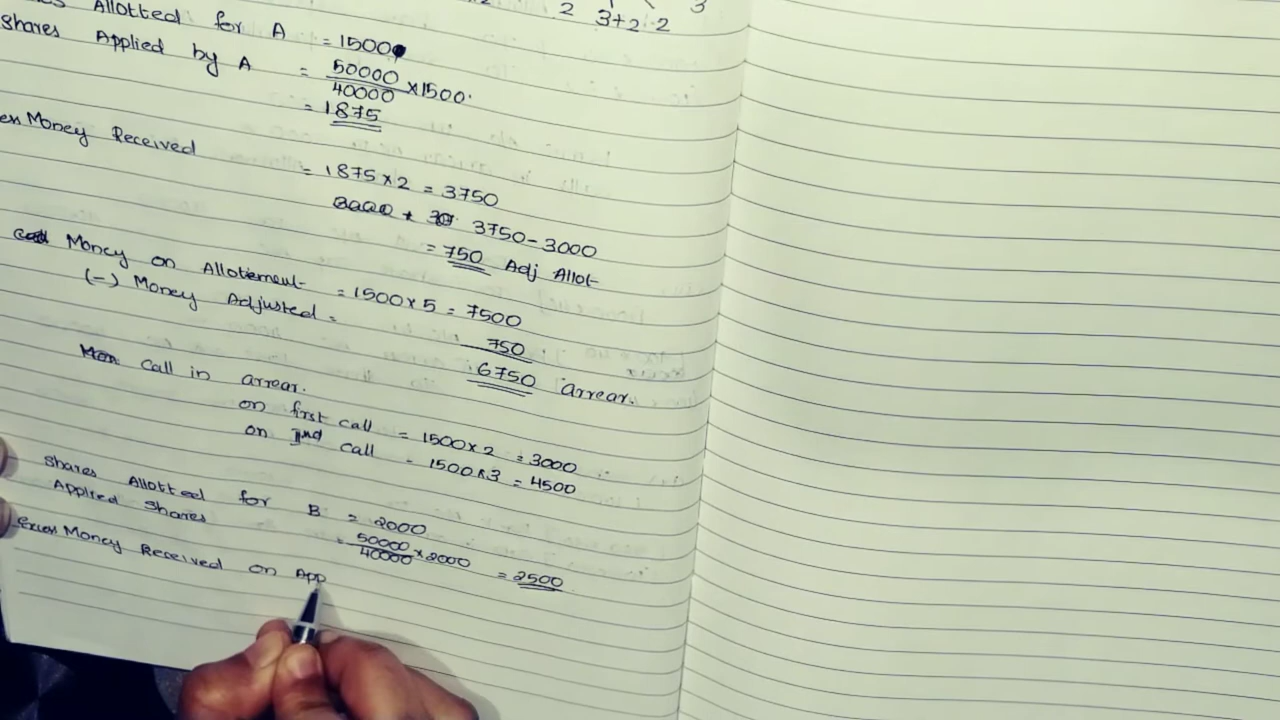 2 3+2 2 3
Allotted for A = 1500
Shares Applied by A = 50000/40000 ×1500.
= 1875
Money Received = 1875×2 = 3750
3750-3000
= 750 Adj Allot
Money on Allotement = 1500×5 = 7500
(-) Money Adjusted = 750
6750 Arrear.
Call in arrear.
on first call = 1500×2 = 3000
on IInd call = 1500×3 = 4500
Shares Allotted for B = 2000
Applied Shares = 50000/40000 ×2000 = 2500
Excess Money Received on App